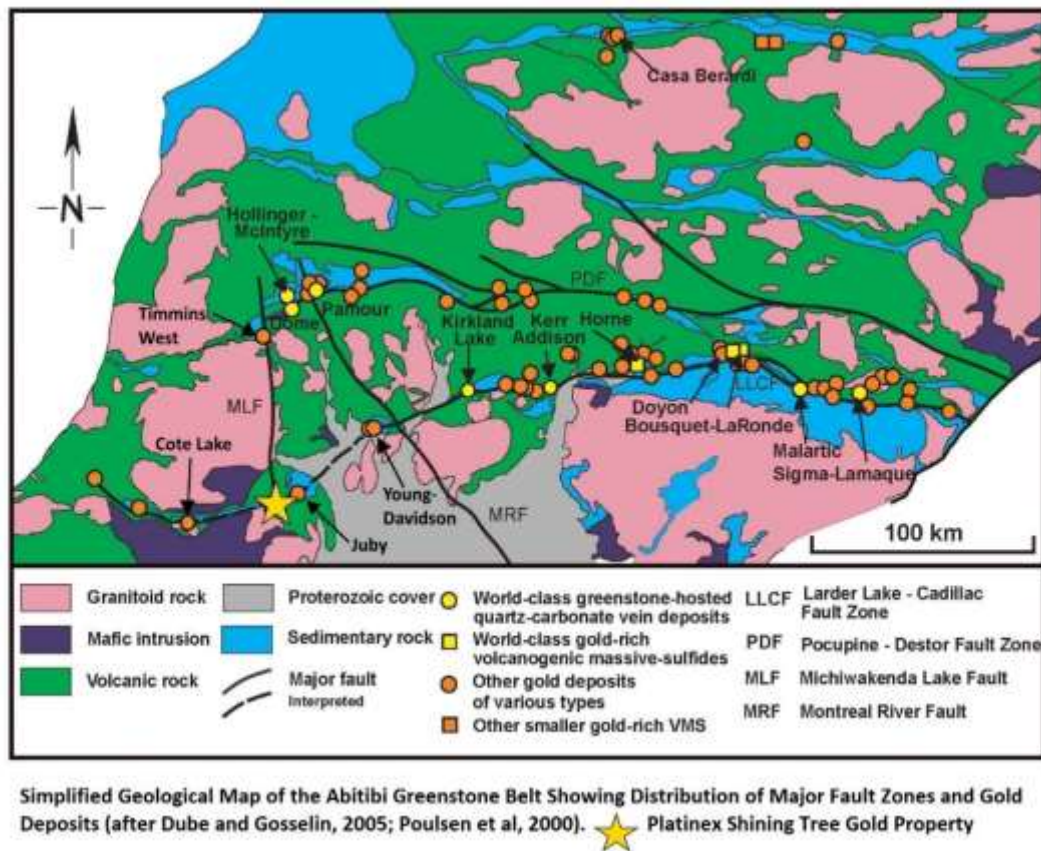 Casa Berardi
N
Hollinger -
McIntyre
PDF
Timmins
West
Dome
Pamour
Kirkland
Lake
Kerr
Addison
Horne
MLF
LLCF
Cote Lake
Doyon
Bousquet-LaRonde
Malartic
Sigma-Lamaque
Young-
Davidson
MRF
Juby
100 km
Granitoid rock
Mafic intrusion
Volcanic rock
Proterozoic cover
Sedimentary rock
Major fault
Interpreted
World-class greenstone-hosted
quartz-carbonate vein deposits
World-class gold-rich
volcanogenic massive-sulfides
Other gold deposits
of various types
Other smaller gold-rich VMS
LLCF Larder Lake - Cadillac
Fault Zone
PDF Pocupine - Destor Fault Zone
MLF Michiwakenda Lake Fault
MRF Montreal River Fault
Simplified Geological Map of the Abitibi Greenstone Belt Showing Distribution of Major Fault Zones and Gold
Deposits (after Dube and Gosselin, 2005; Poulsen et al, 2000). Platinex Shining Tree Gold Property